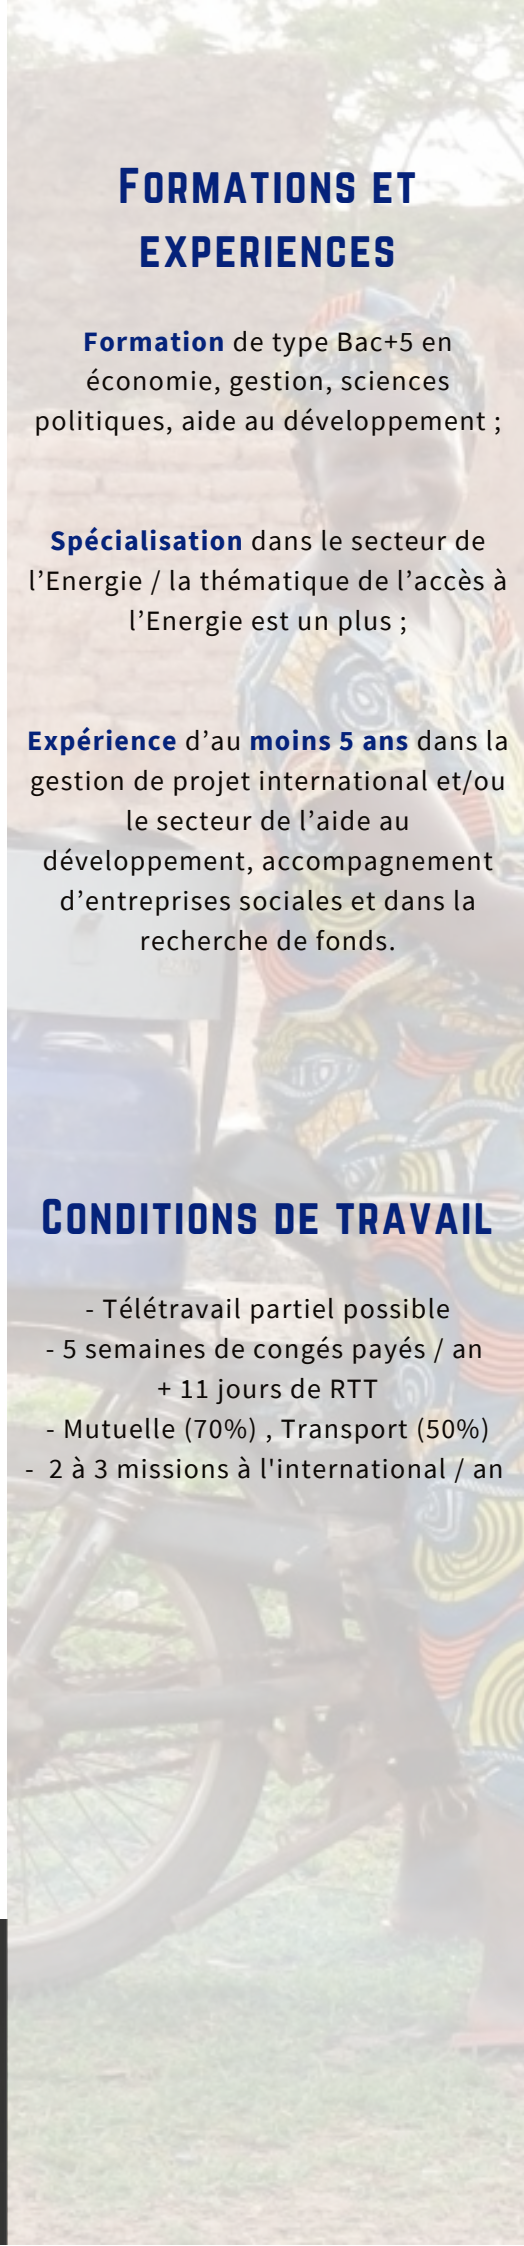 FORMATIONS ET
EXPERIENCES
Formation de type Bac+5 en
économie, gestion, sciences
politiques, aide au développement ;
Spécialisation dans le secteur de
l’Energie / la thématique de l’accès à
l’Energie est un plus ;
Expérience d’au moins 5 ans dans la
gestion de projet international et/ou
le secteur de l’aide au
développement, accompagnement
d’entreprises sociales et dans la
recherche de fonds.
CONDITIONS DE TRAVAIL
- Télétravail partiel possible
- 5 semaines de congés payés / an
+ 11 jours de RTT
- Mutuelle (70%) , Transport (50%)
- 2 à 3 missions à l'international / an